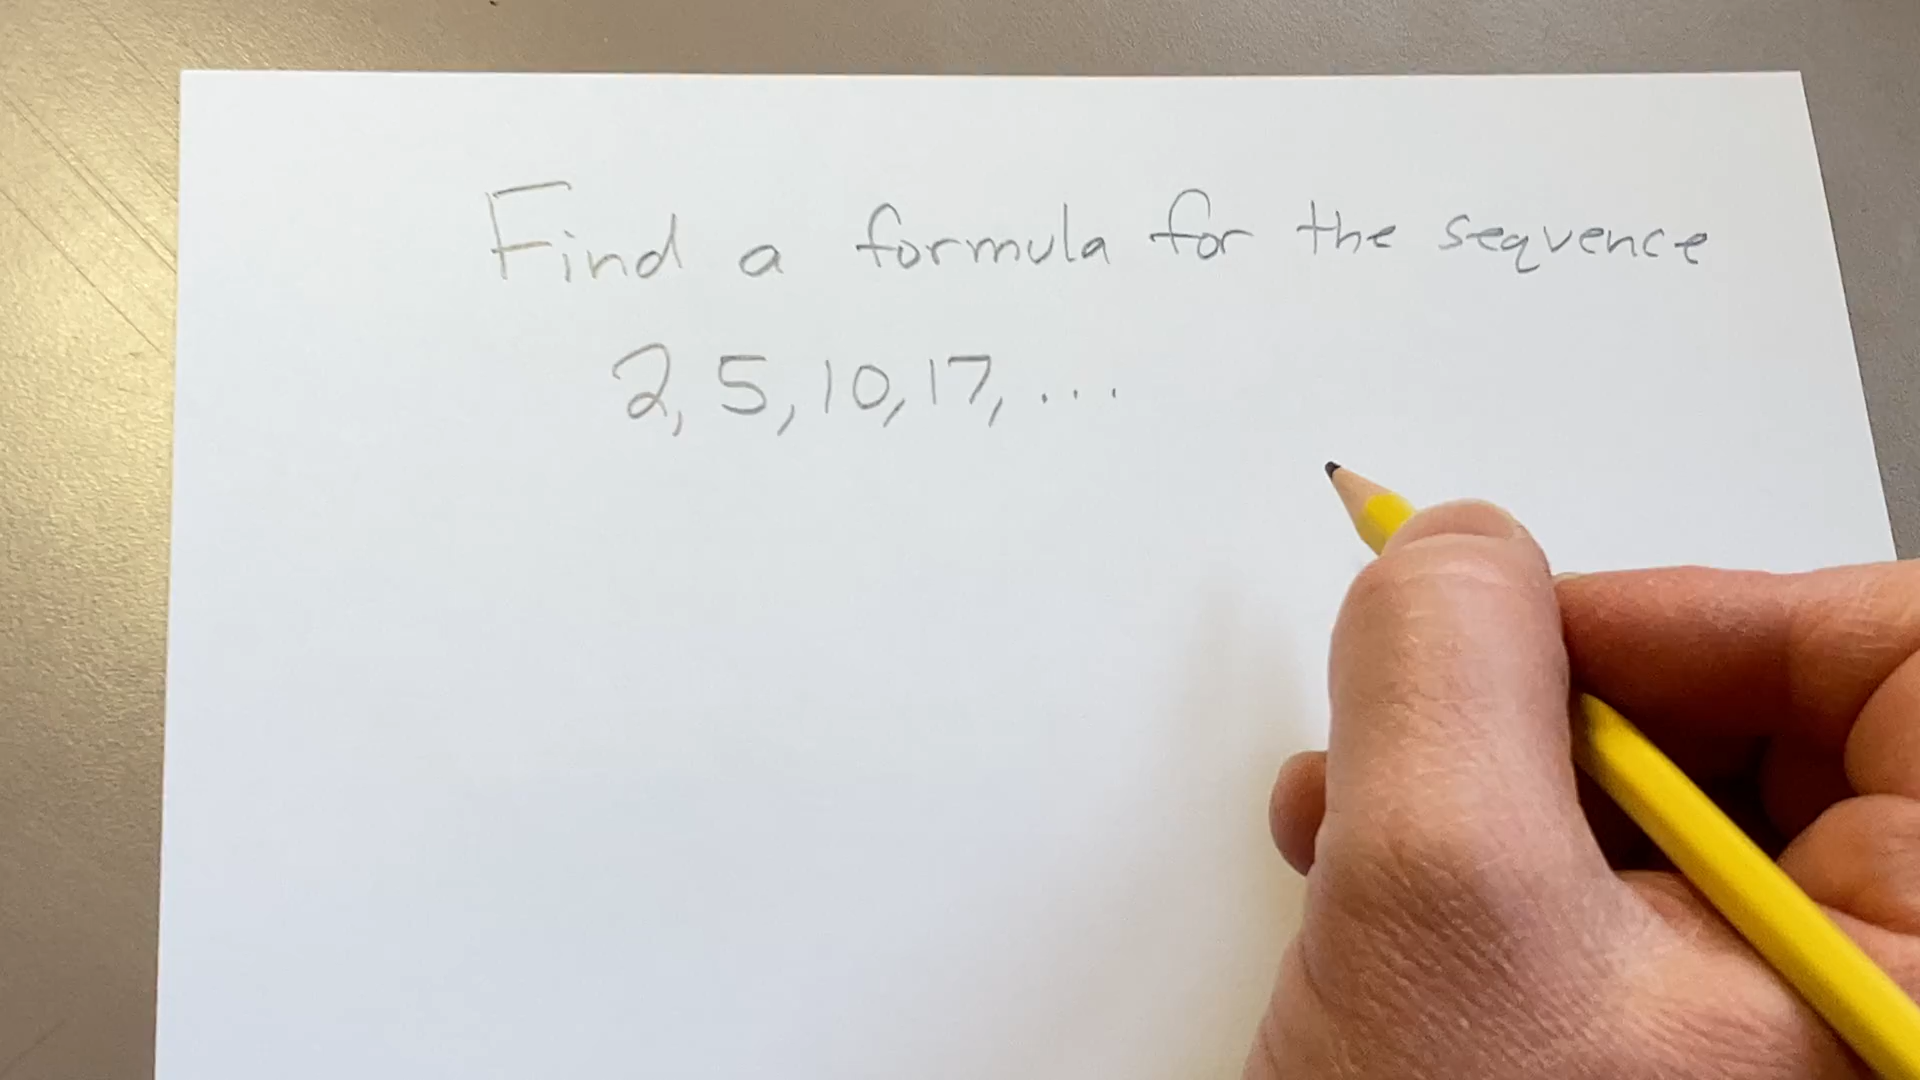 Find a formula for the sequence
2, 5, 10, 17, ...